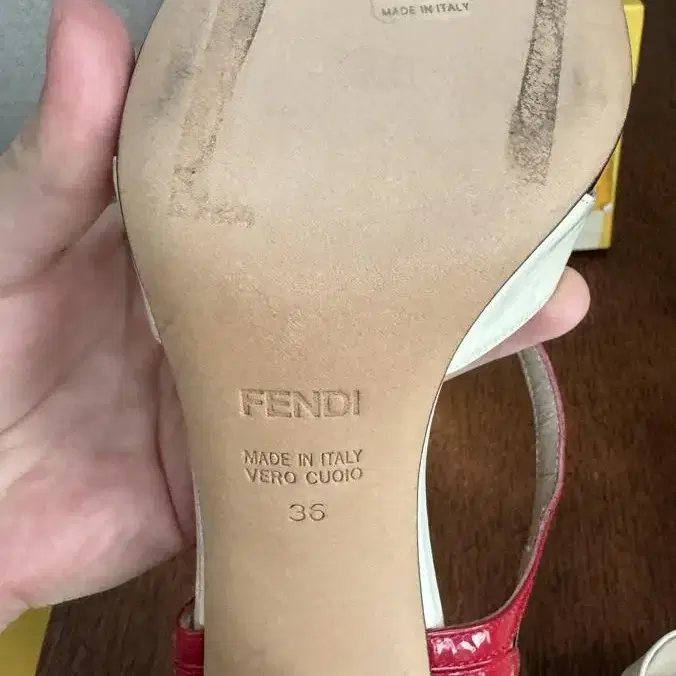 MADE IN ITALY
FENDI
MADE IN ITALY
VERO CUOIO
36